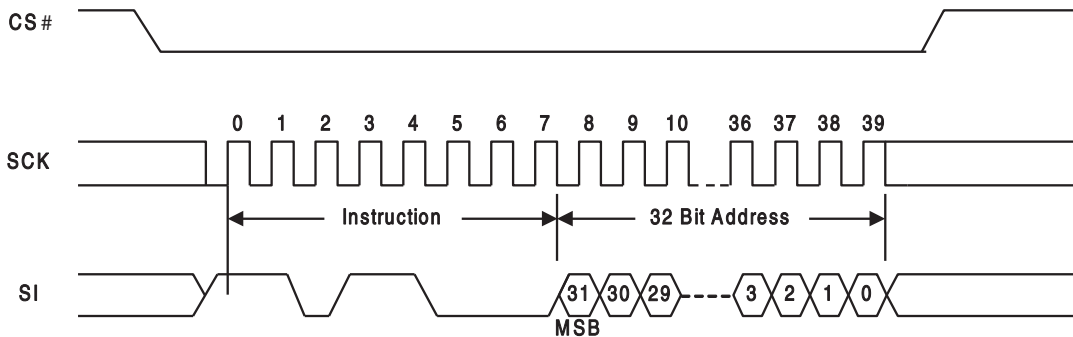 CS#
0 1 2 3 4 5 6 7 8 9 10 36 37 38 39
SCK
Instruction 32 Bit Address
SI 31 30 29 3 2 1 0
MSB